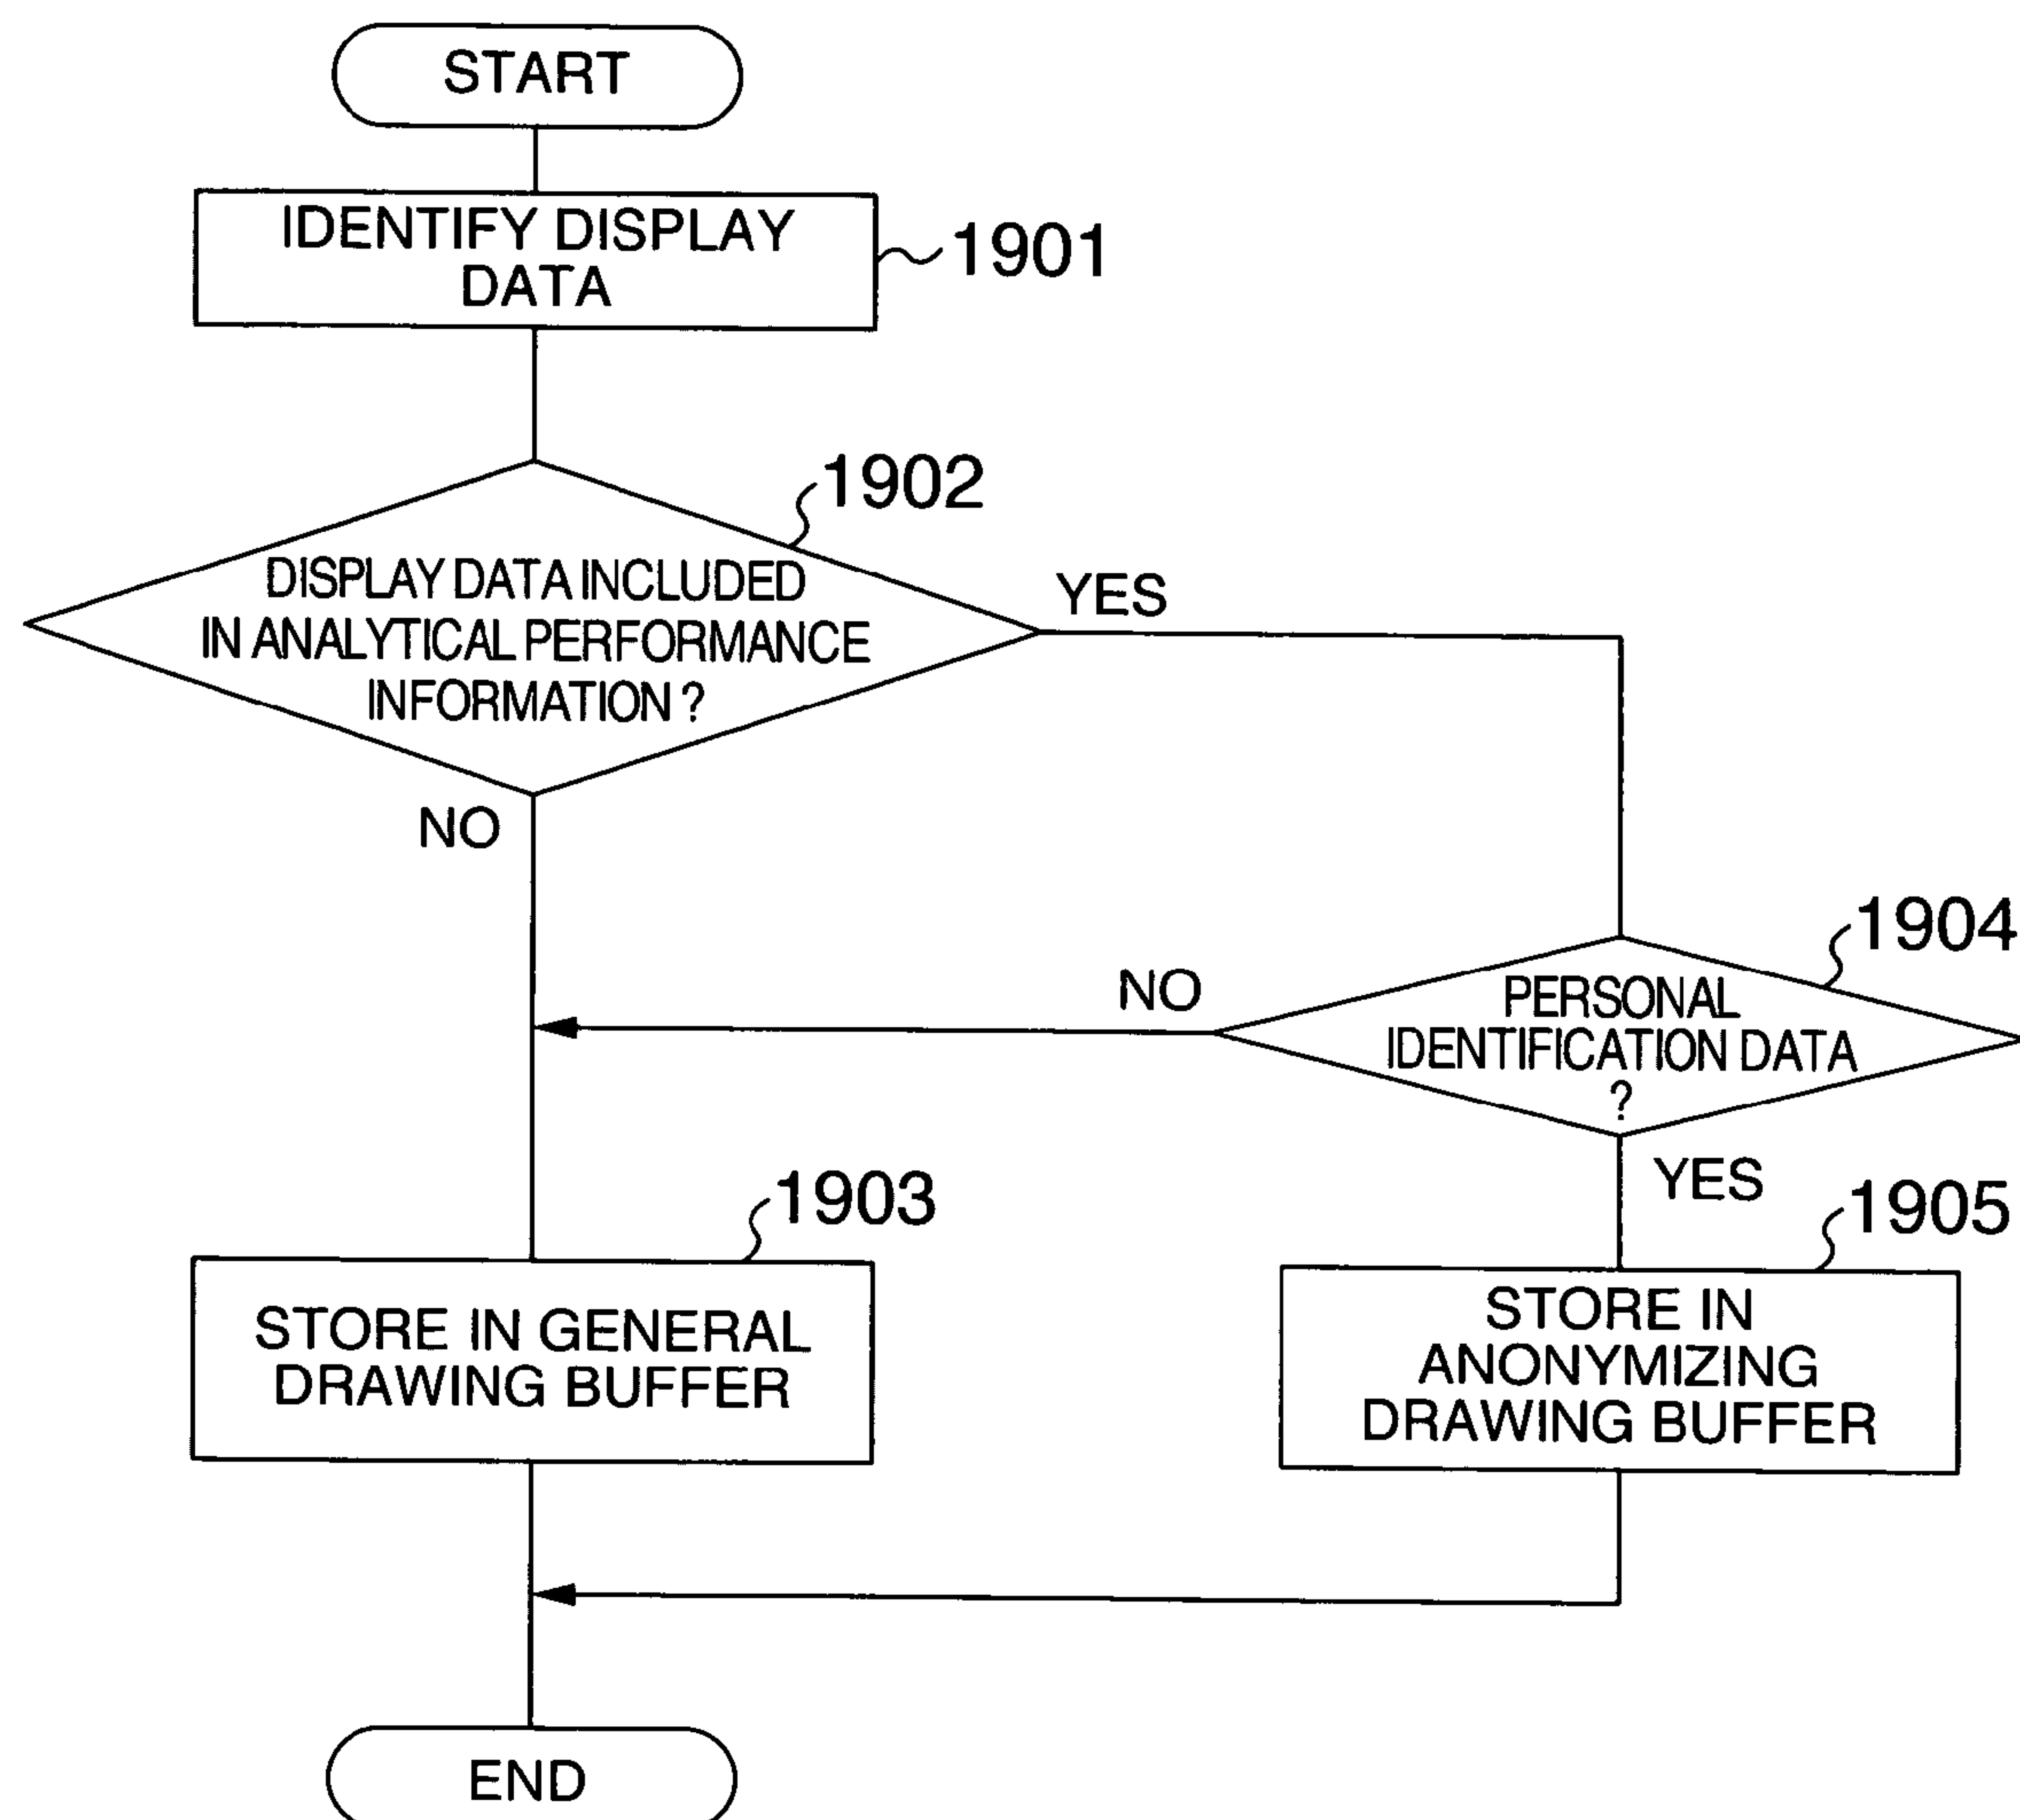 START
IDENTIFY DISPLAY
DATA
1901
1902
DISPLAY DATA INCLUDED
IN ANALYTICAL PERFORMANCE
INFORMATION ?
YES
NO
1904
PERSONAL
IDENTIFICATION DATA
?
NO
YES
1903
STORE IN GENERAL
DRAWING BUFFER
1905
STORE IN
ANONYMIZING
DRAWING BUFFER
END